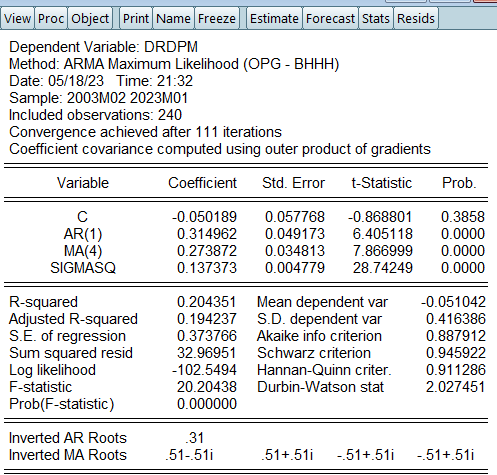 View Proc Object Print Name Freeze Estimate Forecast Stats Resids
Dependent Variable: DRDPM
Method: ARMA Maximum Likelihood (OPG - BHHH)
Date: 05/18/23 Time: 21:32
Sample: 2003M02 2023M01
Included observations: 240
Convergence achieved after 111 iterations
Coefficient covariance computed using outer product of gradients
Variable Coefficient Std. Error t-Statistic Prob.
C -0.050189 0.057768 -0.868801 0.3858
AR(1) 0.314962 0.049173 6.405118 0.0000
MA(4) 0.273872 0.034813 7.866999 0.0000
SIGMASQ 0.137373 0.004779 28.74249 0.0000
R-squared 0.204351 Mean dependent var -0.051042
Adjusted R-squared 0.194237 S.D. dependent var 0.416386
S.E. of regression 0.373766 Akaike info criterion 0.887912
Sum squared resid 32.96951 Schwarz criterion 0.945922
Log likelihood -102.5494 Hannan-Quinn criter. 0.911286
F-statistic 20.20438 Durbin-Watson stat 2.027451
Prob(F-statistic) 0.000000
Inverted AR Roots .31
Inverted MA Roots .51-.51i .51+.51i -.51+.51i -.51+.51i